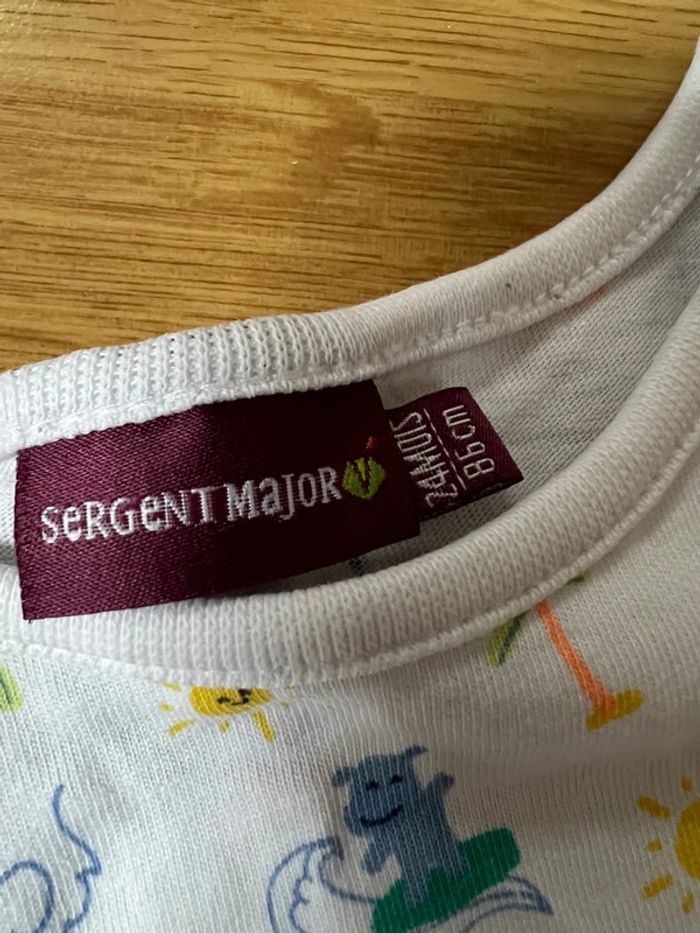 SeRGeNT MaJOR
24MOIS
86cm